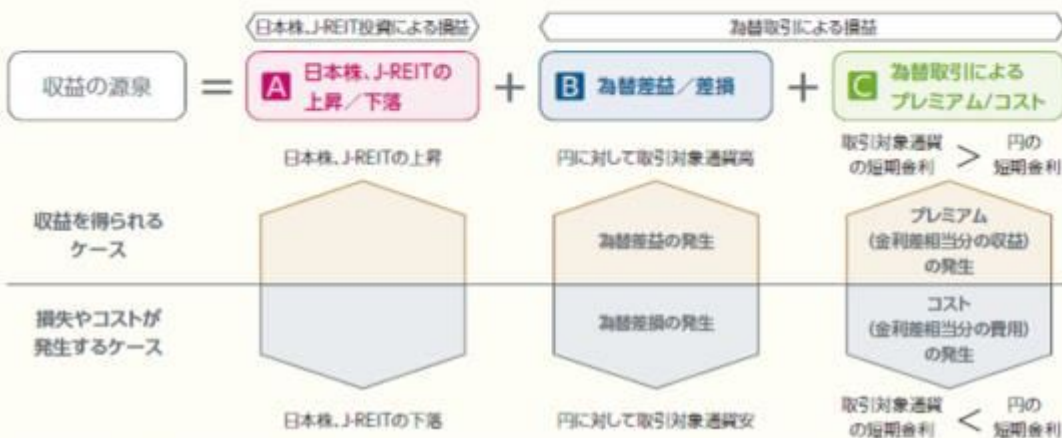 日本株、J-REIT投資による損益
為替取引による損益
収益の源泉
=
A
日本株、J-REITの
上昇／下落
+
B
為替差益／差損
+
C
為替取引による
プレミアム/コスト
日本株、J-REITの上昇
円に対して取引対象通貨高
取引対象通貨
の短期金利
>
円の
短期金利
収益を得られる
ケース
為替差益の発生
プレミアム
(金利差相当分の収益)
の発生
損失やコストが
発生するケース
為替差損の発生
コスト
(金利差相当分の費用)
の発生
日本株、J-REITの下落
円に対して取引対象通貨安
取引対象通貨
の短期金利
<
円の
短期金利